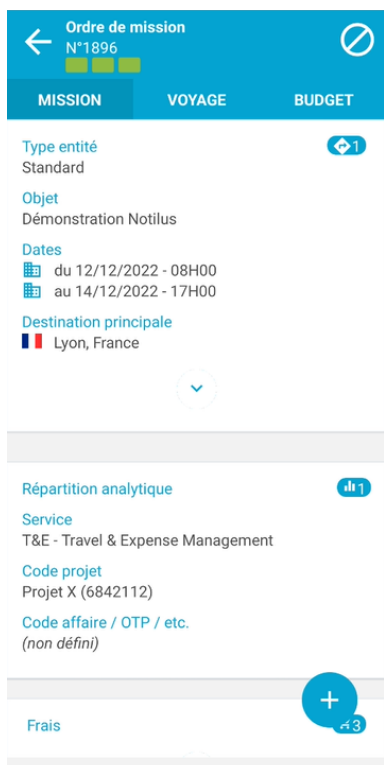 Ordre de mission
N°1896
MISSION VOYAGE BUDGET
Type entité 1
Standard
Objet
Démonstration Notilus
Dates
du 12/12/2022 - 08H00
au 14/12/2022 - 17H00
Destination principale
Lyon, France
Répartition analytique 1
Service
T&E - Travel & Expense Management
Code projet
Projet X (6842112)
Code affaire / OTP / etc.
(non défini)
Frais 3